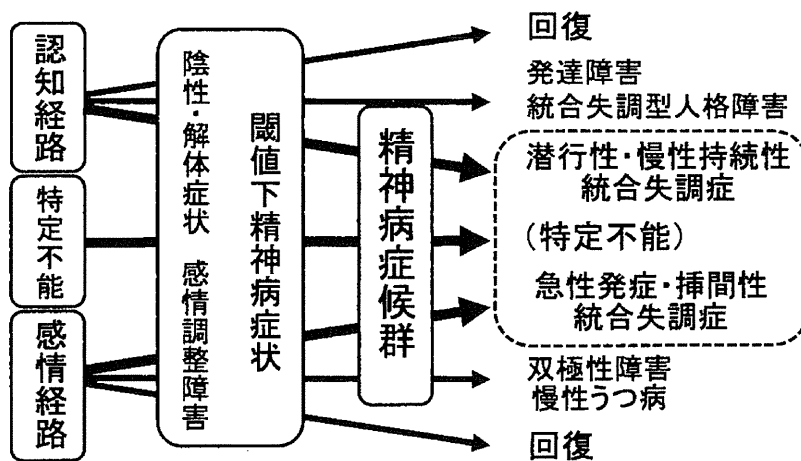 認知経路
特定不能
感情経路
陰性・解体症状 感情調整障害
閾値下精神病症状
精神病症候群
回復
発達障害
統合失調型人格障害
潜行性・慢性持続性
統合失調症
(特定不能)
急性発症・挿間性
統合失調症
双極性障害
慢性うつ病
回復